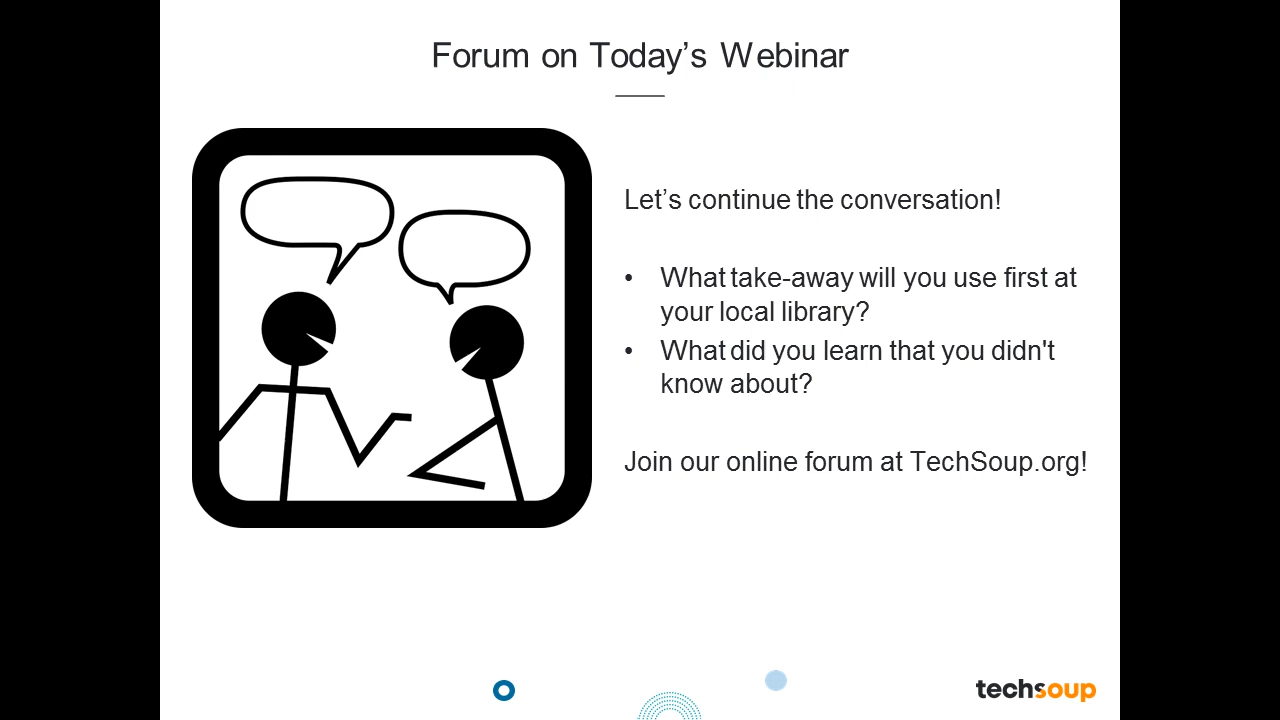 Forum on Today’s Webinar
Let’s continue the conversation!
• What take-away will you use first at
your local library?
• What did you learn that you didn't
know about?
Join our online forum at TechSoup.org!
techsoup